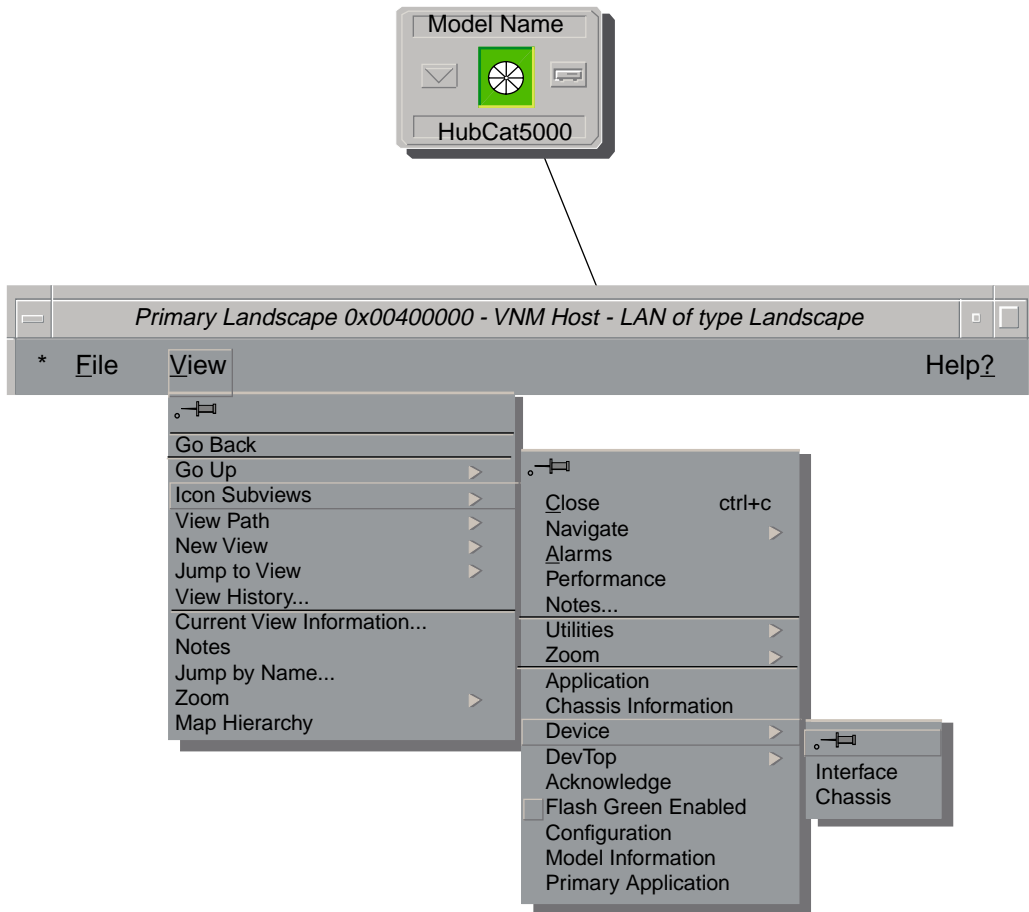 Model Name
HubCat5000
Primary Landscape 0x00400000 - VNM Host - LAN of type Landscape
* File View Help?
Go Back
Go Up
Icon Subviews
View Path
New View
Jump to View
View History...
Current View Information...
Notes
Jump by Name...
Zoom
Map Hierarchy
Close ctrl+c
Navigate
Alarms
Performance
Notes...
Utilities
Zoom
Application
Chassis Information
Device
DevTop
Acknowledge
Flash Green Enabled
Configuration
Model Information
Primary Application
Interface
Chassis